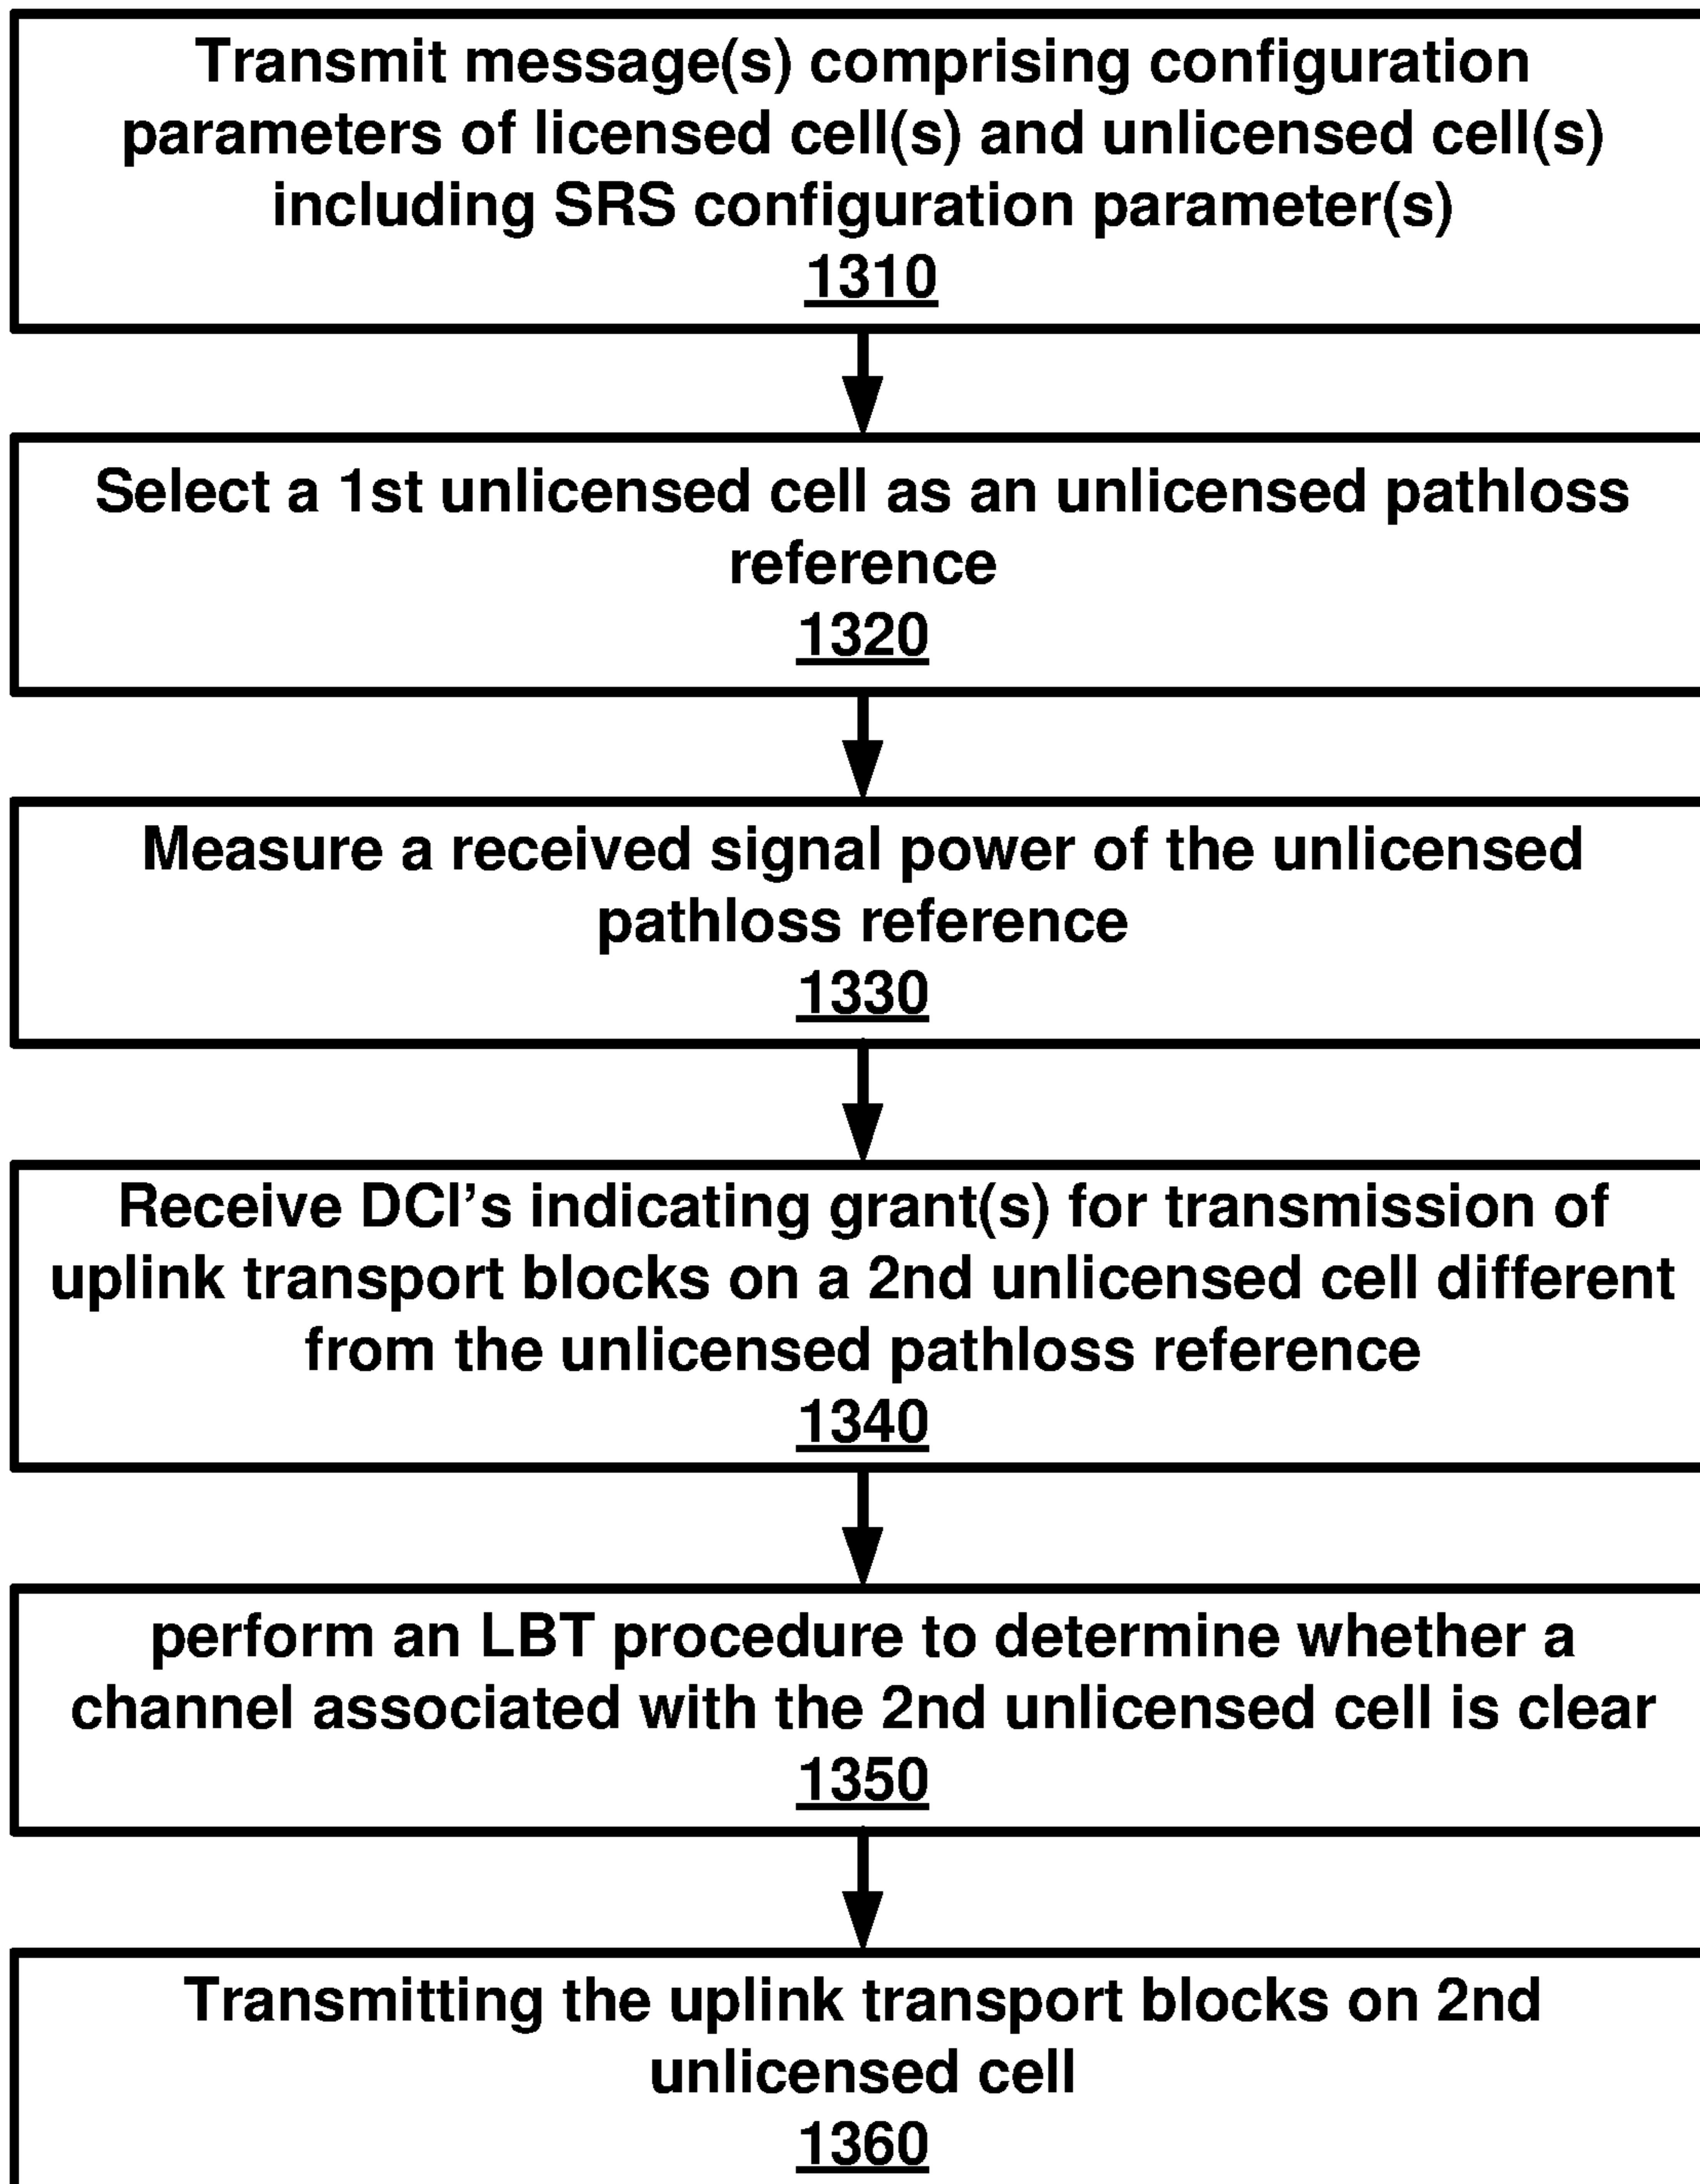 Transmit message(s) comprising configuration
parameters of licensed cell(s) and unlicensed cell(s)
including SRS configuration parameter(s)
1310
Select a 1st unlicensed cell as an unlicensed pathloss
reference
1320
Measure a received signal power of the unlicensed
pathloss reference
1330
Receive DCI’s indicating grant(s) for transmission of
uplink transport blocks on a 2nd unlicensed cell different
from the unlicensed pathloss reference
1340
perform an LBT procedure to determine whether a
channel associated with the 2nd unlicensed cell is clear
1350
Transmitting the uplink transport blocks on 2nd
unlicensed cell
1360